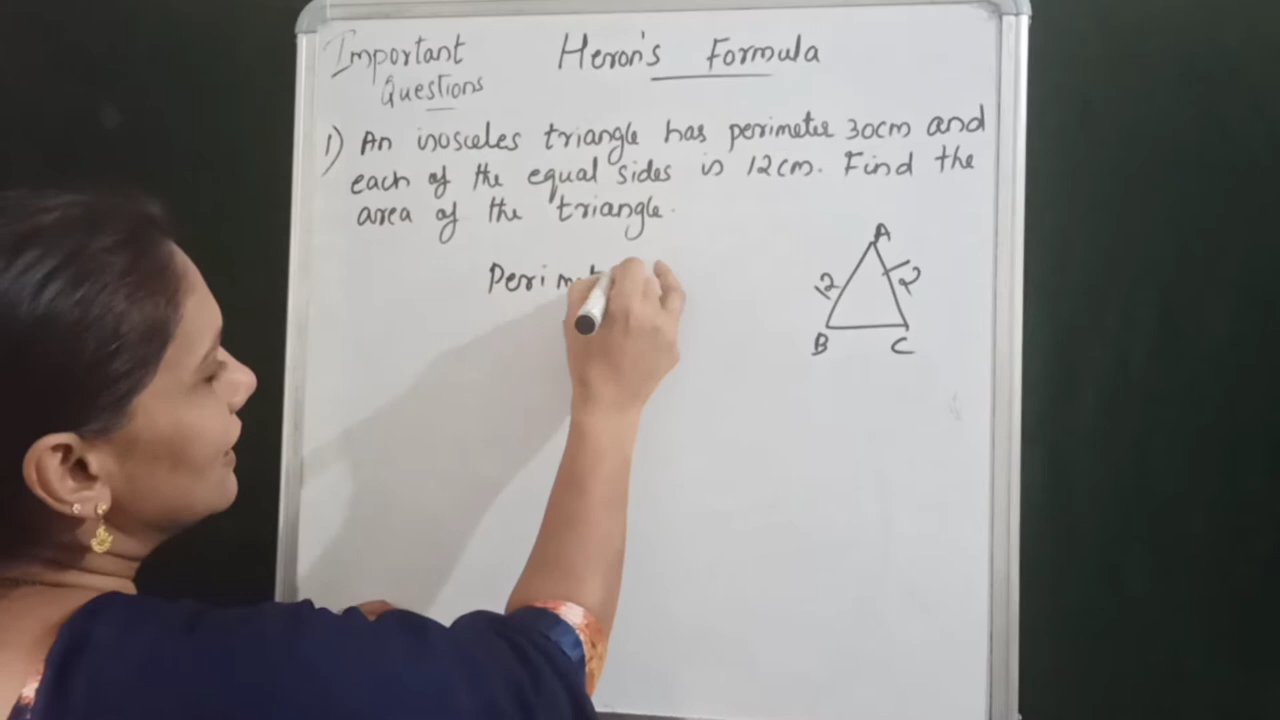 Important
Questions
Heron's Formula
1) An isosceles triangle has perimeter 30cm and
each of the equal sides is 12cm. Find the
area of the triangle.
Perimet
A
12
12
B
C